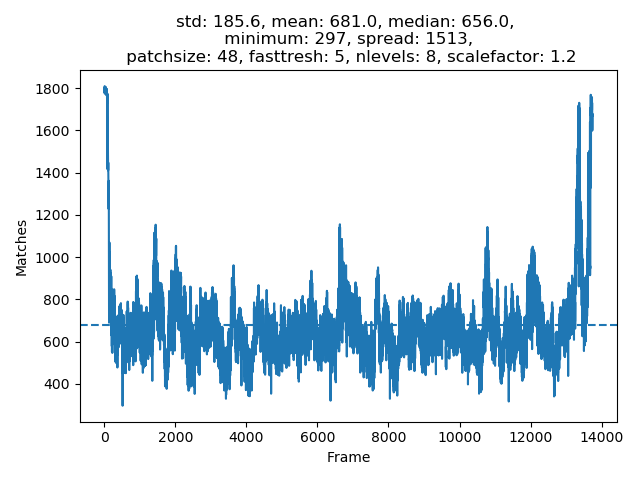 std: 185.6, mean: 681.0, median: 656.0,
minimum: 297, spread: 1513,
patchsize: 48, fasttresh: 5, nlevels: 8, scalefactor: 1.2
1800
1600
1400
1200
1000
800
600
400
Matches
0 2000 4000 6000 8000 10000 12000 14000
Frame